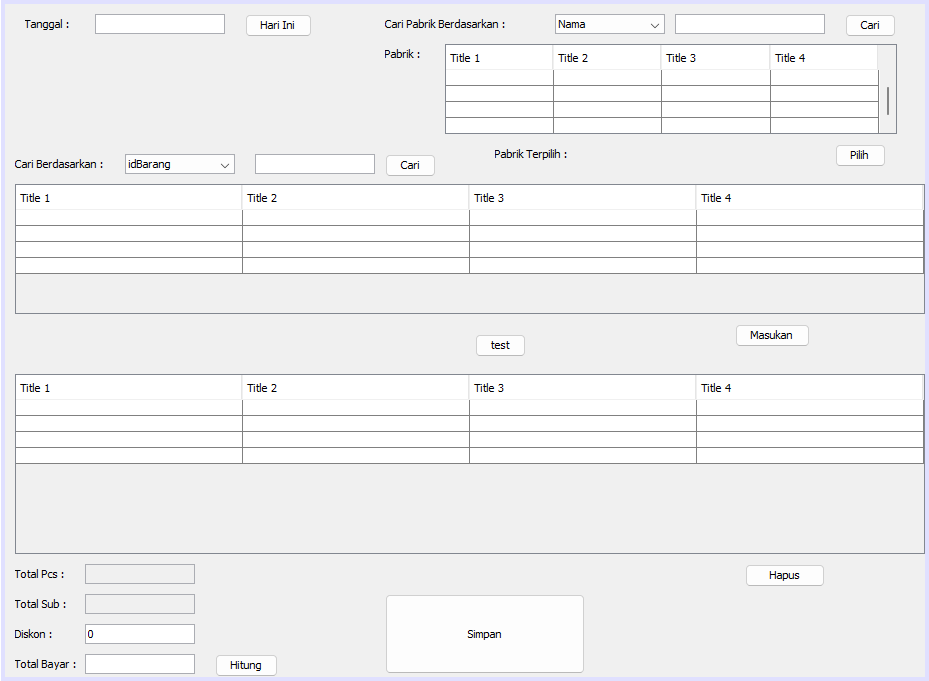 Tanggal : Hari Ini Cari Pabrik Berdasarkan : Nama Cari
Pabrik : Title 1 Title 2 Title 3 Title 4
Pabrik Terpilih : Pilih
Cari Berdasarkan : idBarang Cari
Title 1 Title 2 Title 3 Title 4
Masukan
test
Title 1 Title 2 Title 3 Title 4
Total Pcs : Hapus
Total Sub :
Diskon : 0 Simpan
Total Bayar : Hitung